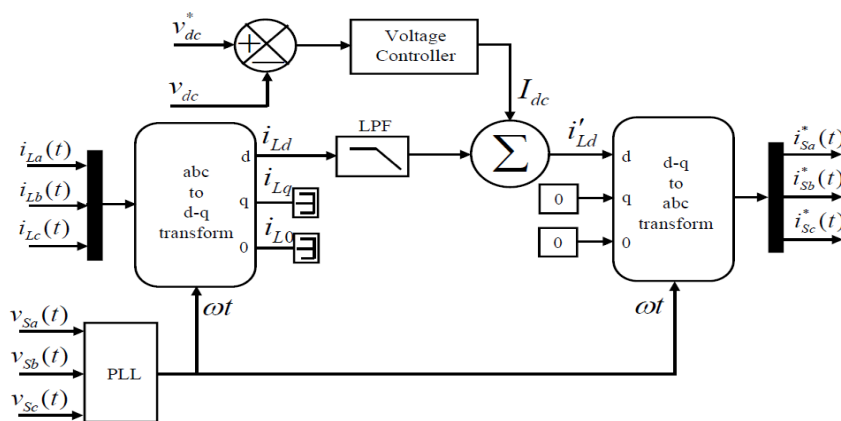 v*dc
+
−
vdc
Voltage
Controller
Idc
iLa(t)
iLb(t)
iLc(t)
abc
to
d-q
transform
d
q
0
iLd
iLq
iL0
LPF
Σ
i′Ld
0
0
d
q
0
d-q
to
abc
transform
i*Sa(t)
i*Sb(t)
i*Sc(t)
ωt
ωt
vSa(t)
vSb(t)
vSc(t)
PLL